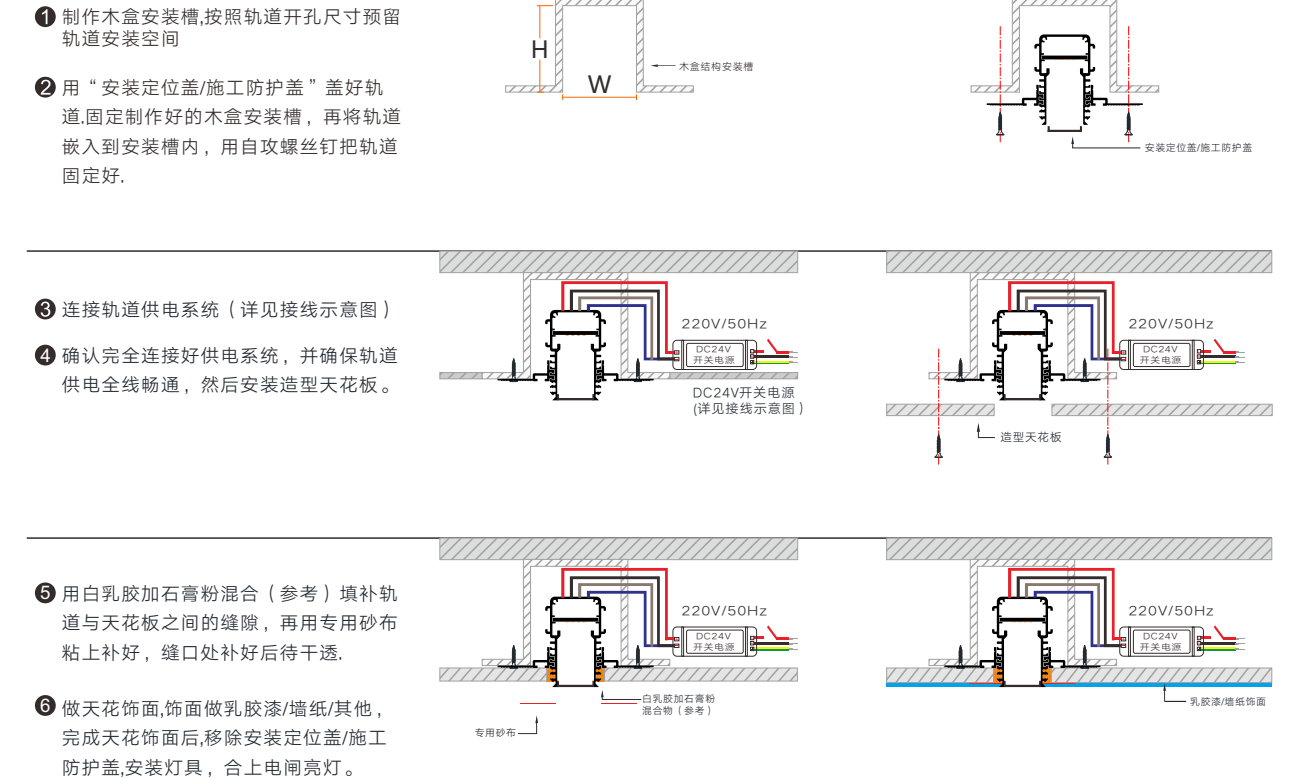 ❶ 制作木盒安装槽,按照轨道开孔尺寸预留
轨道安装空间
❷ 用“安装定位盖/施工防护盖”盖好轨
道.固定制作好的木盒安装槽，再将轨道
嵌入到安装槽内，用自攻螺丝钉把轨道
固定好.
H
W
木盒结构安装槽
安装定位盖/施工防护盖
❸ 连接轨道供电系统（详见接线示意图）
❹ 确认完全连接好供电系统，并确保轨道
供电全线畅通，然后安装造型天花板。
220V/50Hz
DC24V
开关电源
DC24V开关电源
(详见接线示意图）
220V/50Hz
DC24V
开关电源
造型天花板
❺ 用白乳胶加石膏粉混合（参考）填补轨
道与天花板之间的缝隙，再用专用砂布
粘上补好，缝口处补好后待干透.
❻ 做天花饰面,饰面做乳胶漆/墙纸/其他，
完成天花饰面后,移除安装定位盖/施工
防护盖,安装灯具，合上电闸亮灯。
220V/50Hz
DC24V
开关电源
白乳胶加石膏粉
混合物（参考）
专用砂布
220V/50Hz
DC24V
开关电源
乳胶漆/墙纸饰面